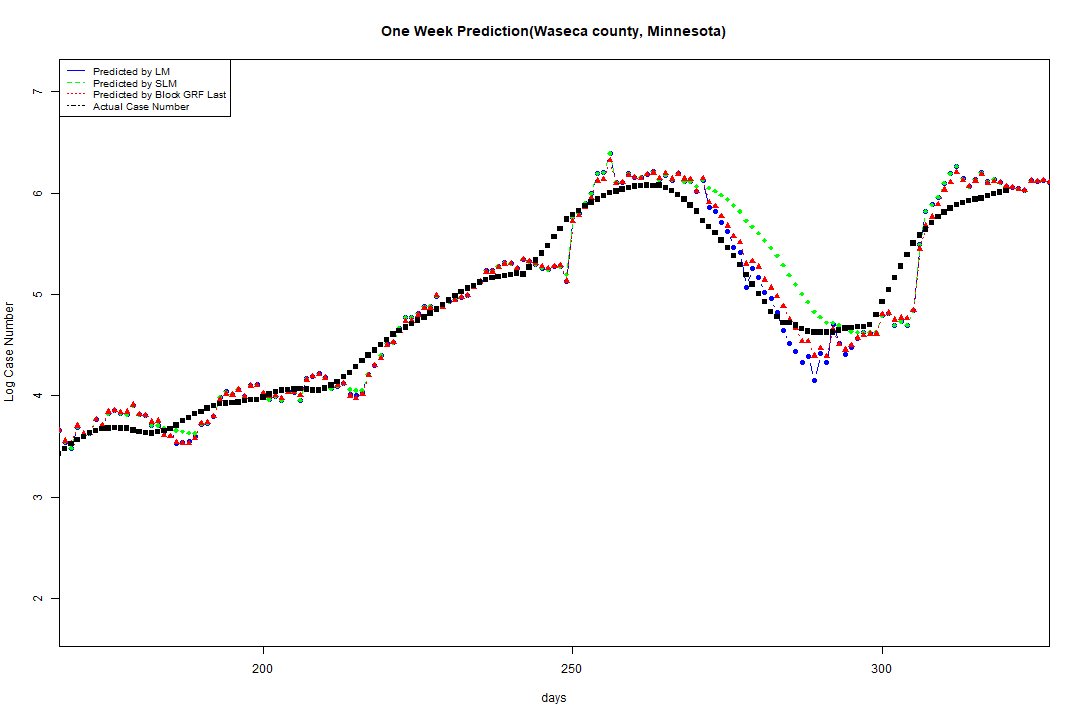 One Week Prediction(Waseca county, Minnesota)
Predicted by LM
Predicted by SLM
Predicted by Block GRF Last
Actual Case Number
Log Case Number
7
6
5
4
3
2
200 250 300
days